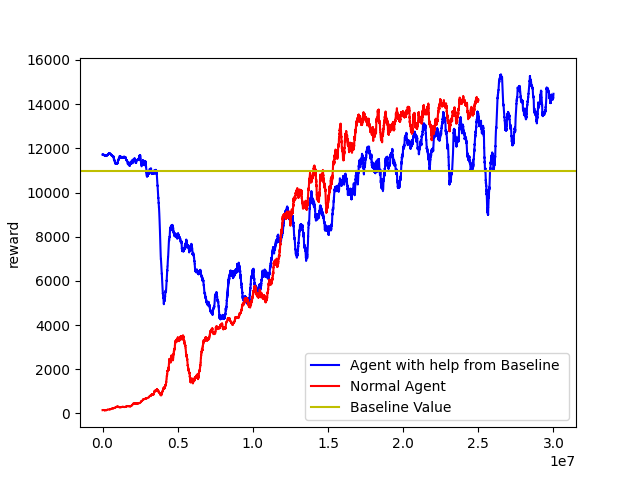 16000
14000
12000
10000
8000
6000
4000
2000
0
reward
Agent with help from Baseline
Normal Agent
Baseline Value
0.0 0.5 1.0 1.5 2.0 2.5 3.0
1e7